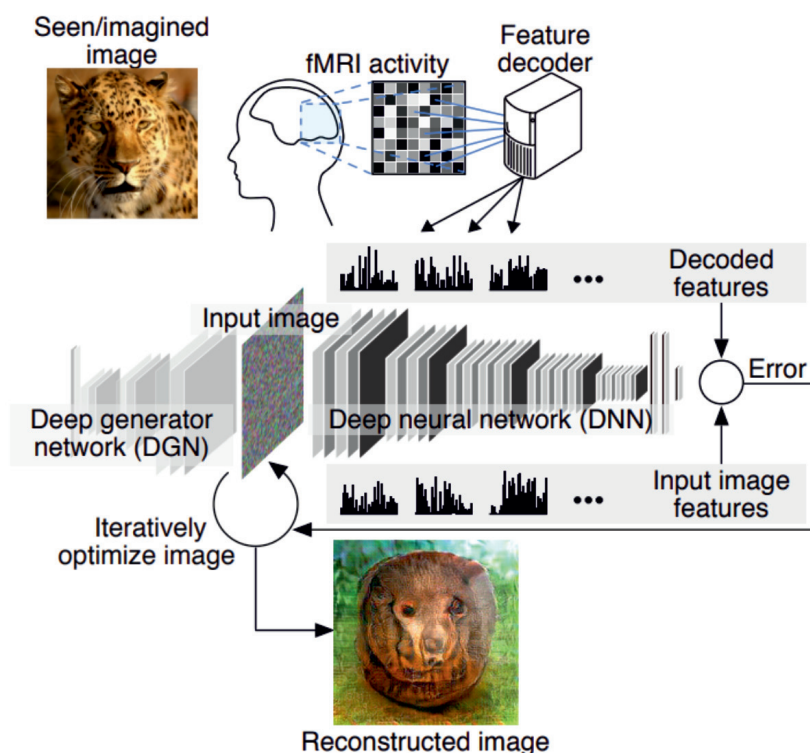 Seen/imagined
image
fMRI activity
Feature
decoder
Decoded
features
Input image
Error
Deep generator
network (DGN)
Deep neural network (DNN)
Input image
features
Iteratively
optimize image
Reconstructed image